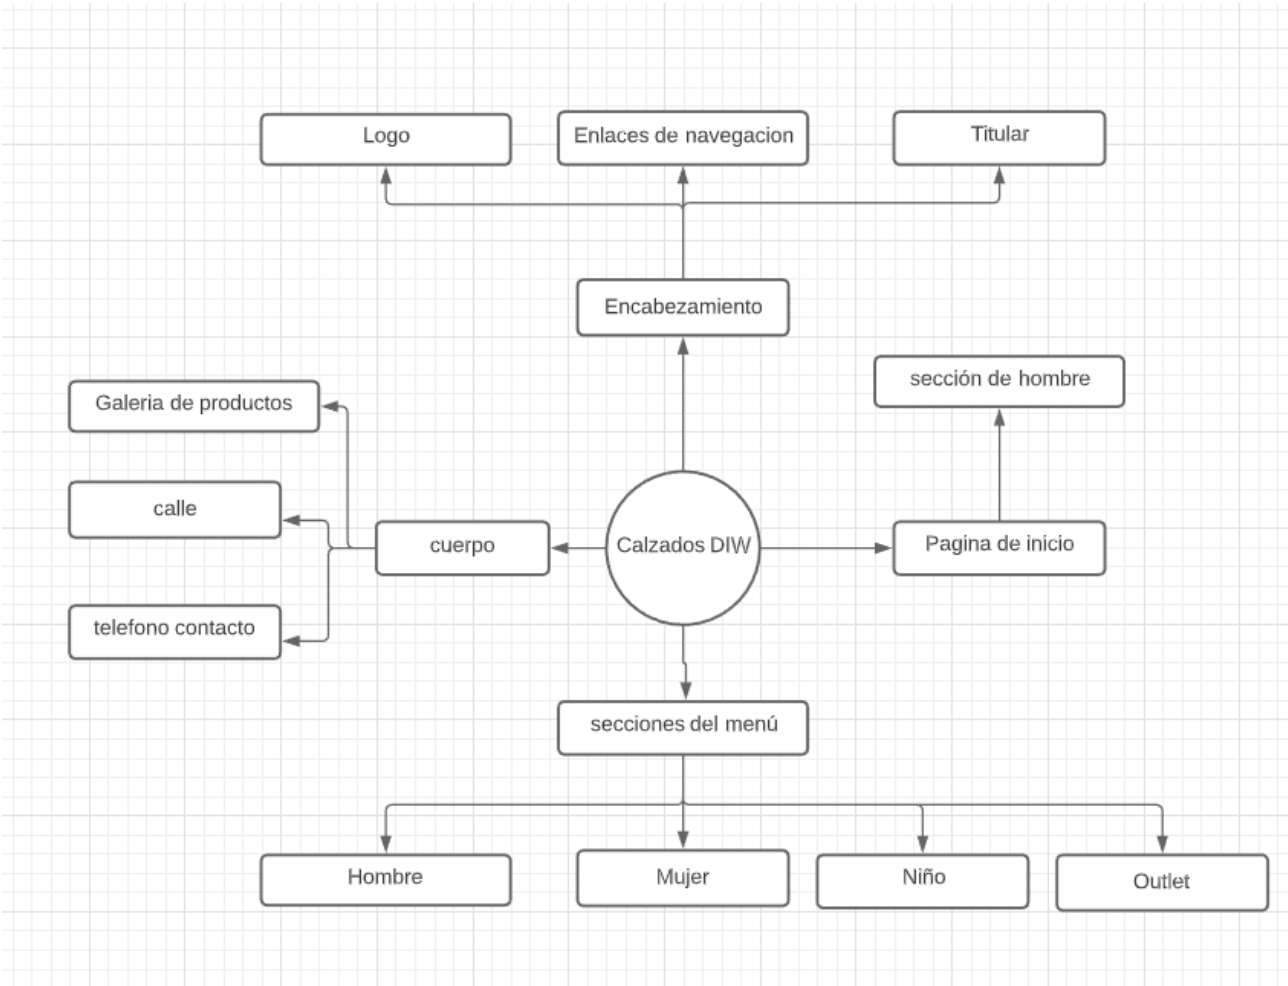 Logo
Enlaces de navegacion
Titular
Encabezamiento
sección de hombre
Galeria de productos
calle
cuerpo
Calzados DIW
Pagina de inicio
telefono contacto
secciones del menú
Hombre
Mujer
Niño
Outlet